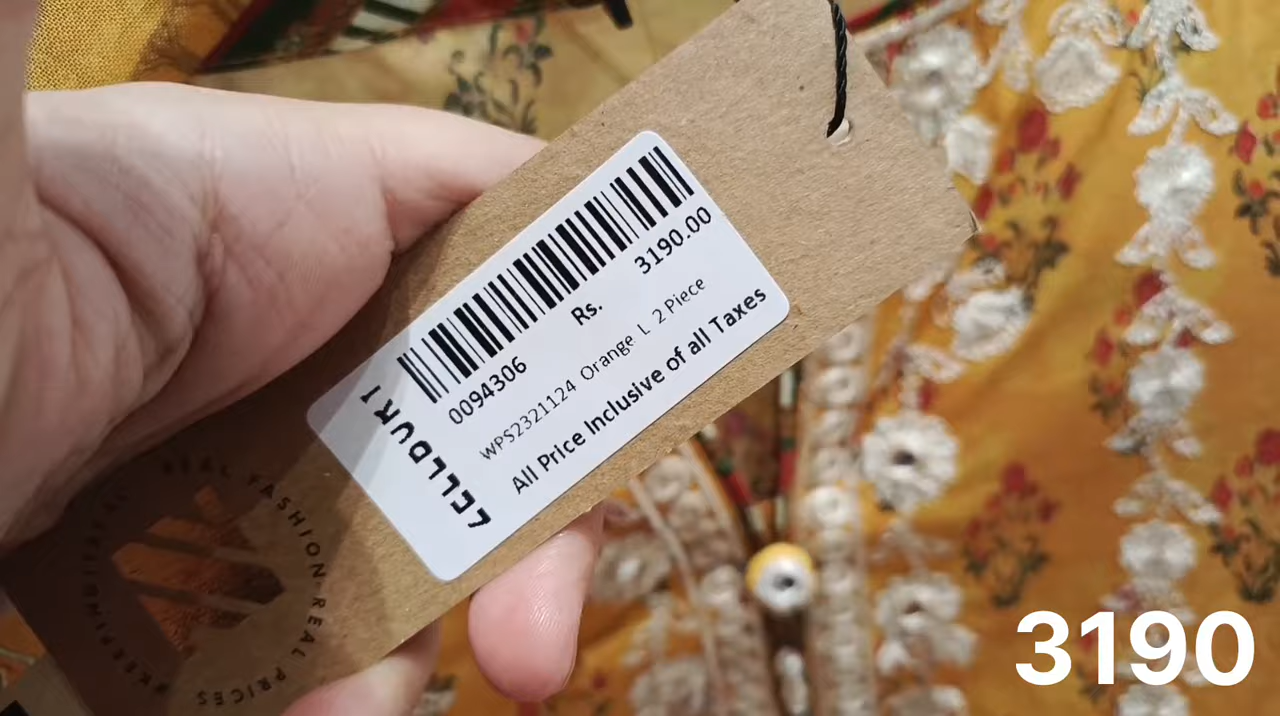 Rs. 3190.00
0094306
WPS2321124 Orange L 2 Piece
All Price Inclusive of all Taxes
REAL FASHION REAL PRICES
3190